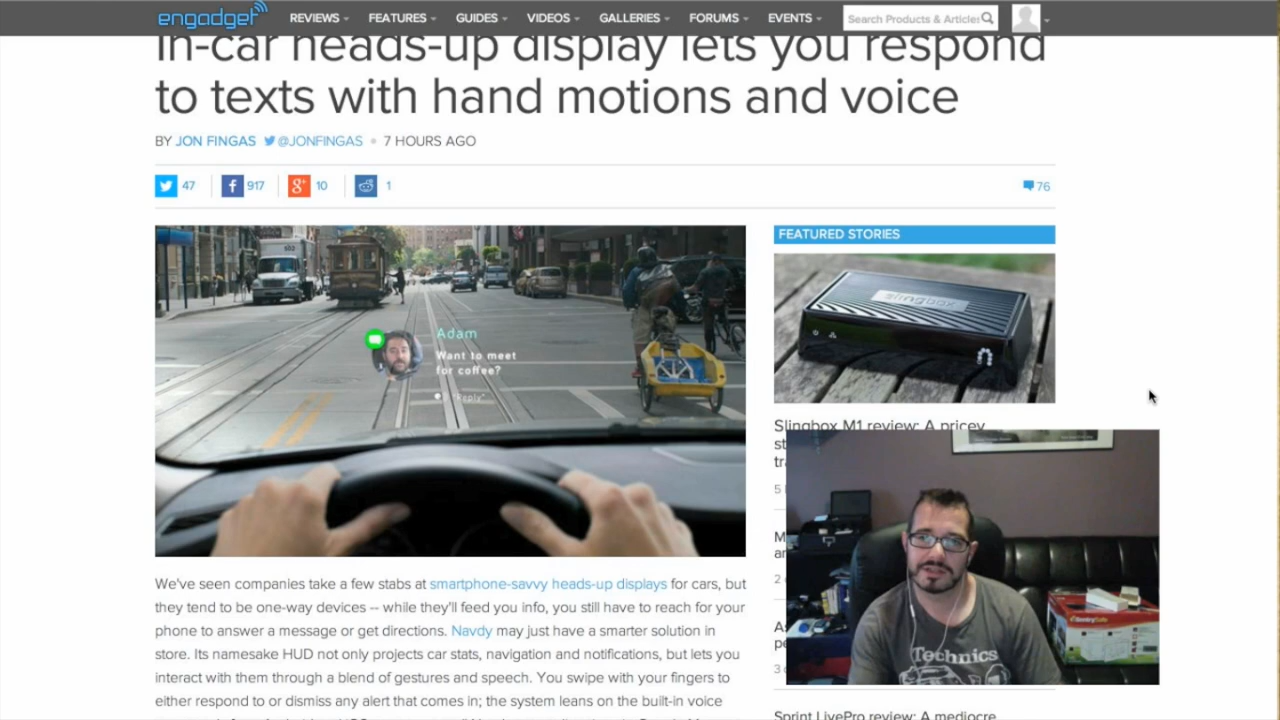 engadget REVIEWS FEATURES GUIDES VIDEOS GALLERIES FORUMS EVENTS Search Products & Articles
In-car heads-up display lets you respond
to texts with hand motions and voice
BY JON FINGAS @JONFINGAS • 7 HOURS AGO
47 917 10 1 76
FEATURED STORIES
slingbox
Adam
Want to meet
for coffee?
"Reply"
Slingbox M1 review: A pricey
SentrySafe
Technics
We've seen companies take a few stabs at smartphone-savvy heads-up displays for cars, but
they tend to be one-way devices -- while they'll feed you info, you still have to reach for your
phone to answer a message or get directions. Navdy may just have a smarter solution in
store. Its namesake HUD not only projects car stats, navigation and notifications, but lets you
interact with them through a blend of gestures and speech. You swipe with your fingers to
either respond to or dismiss any alert that comes in; the system leans on the built-in voice
Sprint LivePro review: A mediocre